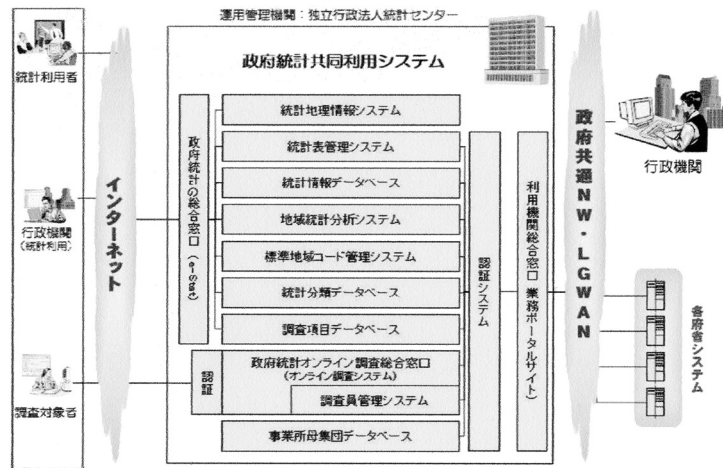 運用管理機関：独立行政法人統計センター
政府統計共同利用システム
統計利用者
行政機関
(統計利用)
調査対象者
インターネット
政府統計の総合窓口 (e-Stat)
統計地理情報システム
統計表管理システム
統計情報データベース
地域統計分析システム
標準地域コード管理システム
統計分類データベース
調査項目データベース
認証
政府統計オンライン調査総合窓口
(オンライン調査システム)
調査員管理システム
事業所母集団データベース
認証システム
利用機関総合窓口 業務ポータルサイト)
政府共通NW・LGWAN
行政機関
各府省システム